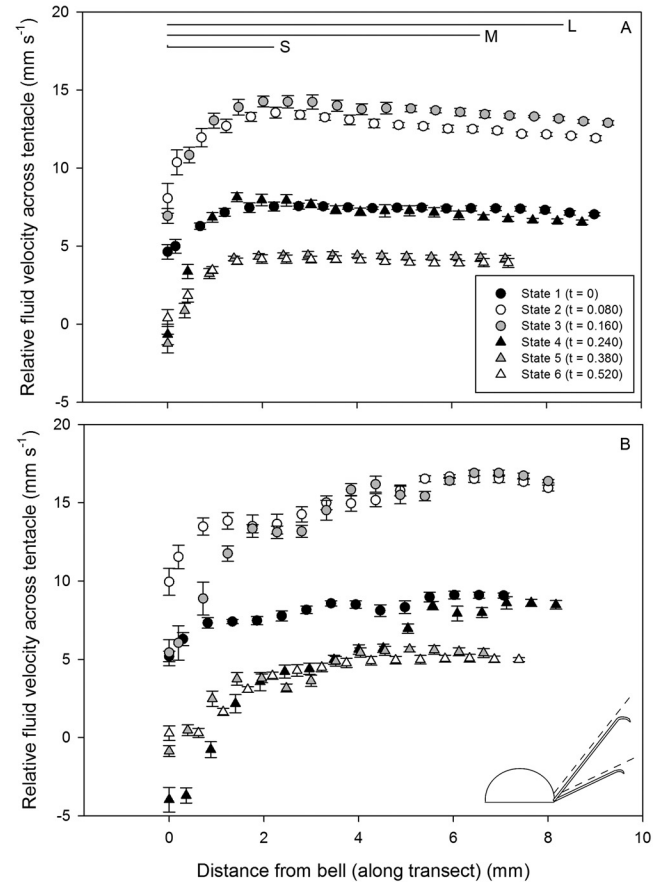 20
L
A
M
S
15
10
5
0
-5
Relative fluid velocity across tentacle (mm s-1)
State 1 (t = 0)
State 2 (t = 0.080)
State 3 (t = 0.160)
State 4 (t = 0.240)
State 5 (t = 0.380)
State 6 (t = 0.520)
20
B
15
10
5
0
-5
Relative fluid velocity across tentacle (mm s-1)
0 2 4 6 8 10
Distance from bell (along transect) (mm)